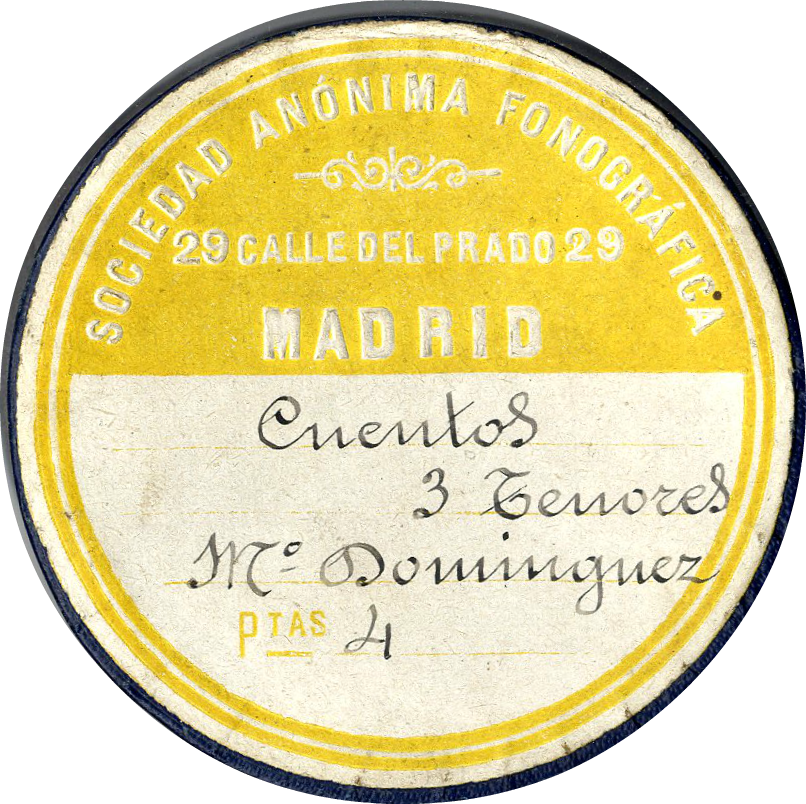 SOCIEDAD ANÓNIMA FONOGRÁFICA
29 CALLE DEL PRADO 29
MADRID
Cuentos
3 Tenores
Mº Dominguez
PTAS 4